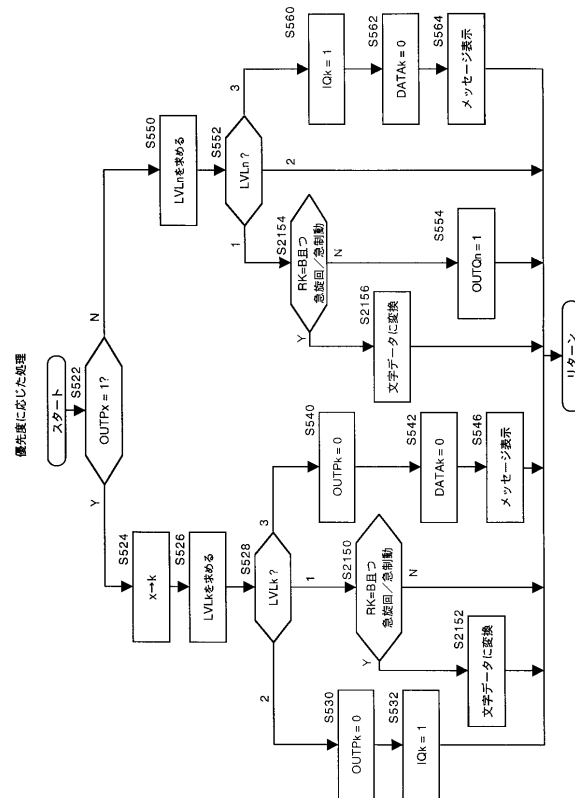 優先度に応じた処理
スタート
S522
OUTPx = 1?
Y
N
S524
x→k
S526
LVLkを求める
S528
LVLk ?
2
1
3
S530
OUTPk = 0
S532
IQk = 1
S2150
RK=B且つ
急旋回／急制動
Y
N
S2152
文字データに変換
S540
OUTPk = 0
S542
DATAk = 0
S546
メッセージ表示
S550
LVLnを求める
S552
LVLn ?
1
2
3
S2154
RK=B且つ
急旋回／急制動
Y
N
S2156
文字データに変換
S554
OUTQn = 1
S560
IQk = 1
S562
DATAk = 0
S564
メッセージ表示
リターン